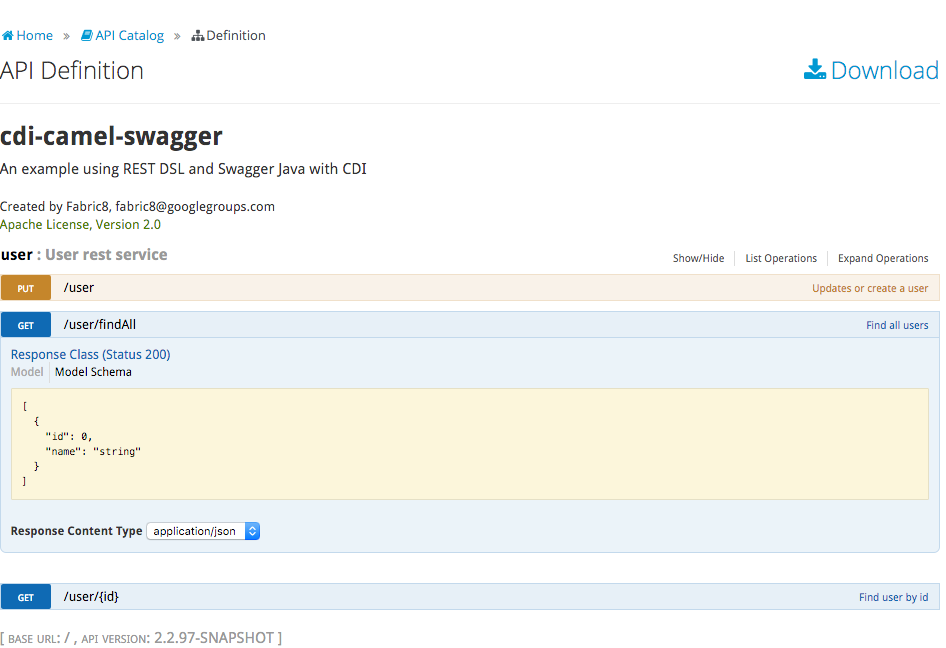 Home » API Catalog » Definition
API Definition
Download
cdi-camel-swagger
An example using REST DSL and Swagger Java with CDI
Created by Fabric8, fabric8@googlegroups.com
Apache License, Version 2.0
user : User rest service
Show/Hide List Operations Expand Operations
PUT /user Updates or create a user
GET /user/findAll Find all users
Response Class (Status 200)
Model Model Schema
[
{
"id": 0,
"name": "string"
}
]
Response Content Type application/json
GET /user/{id} Find user by id
[ BASE URL: / , API VERSION: 2.2.97-SNAPSHOT ]